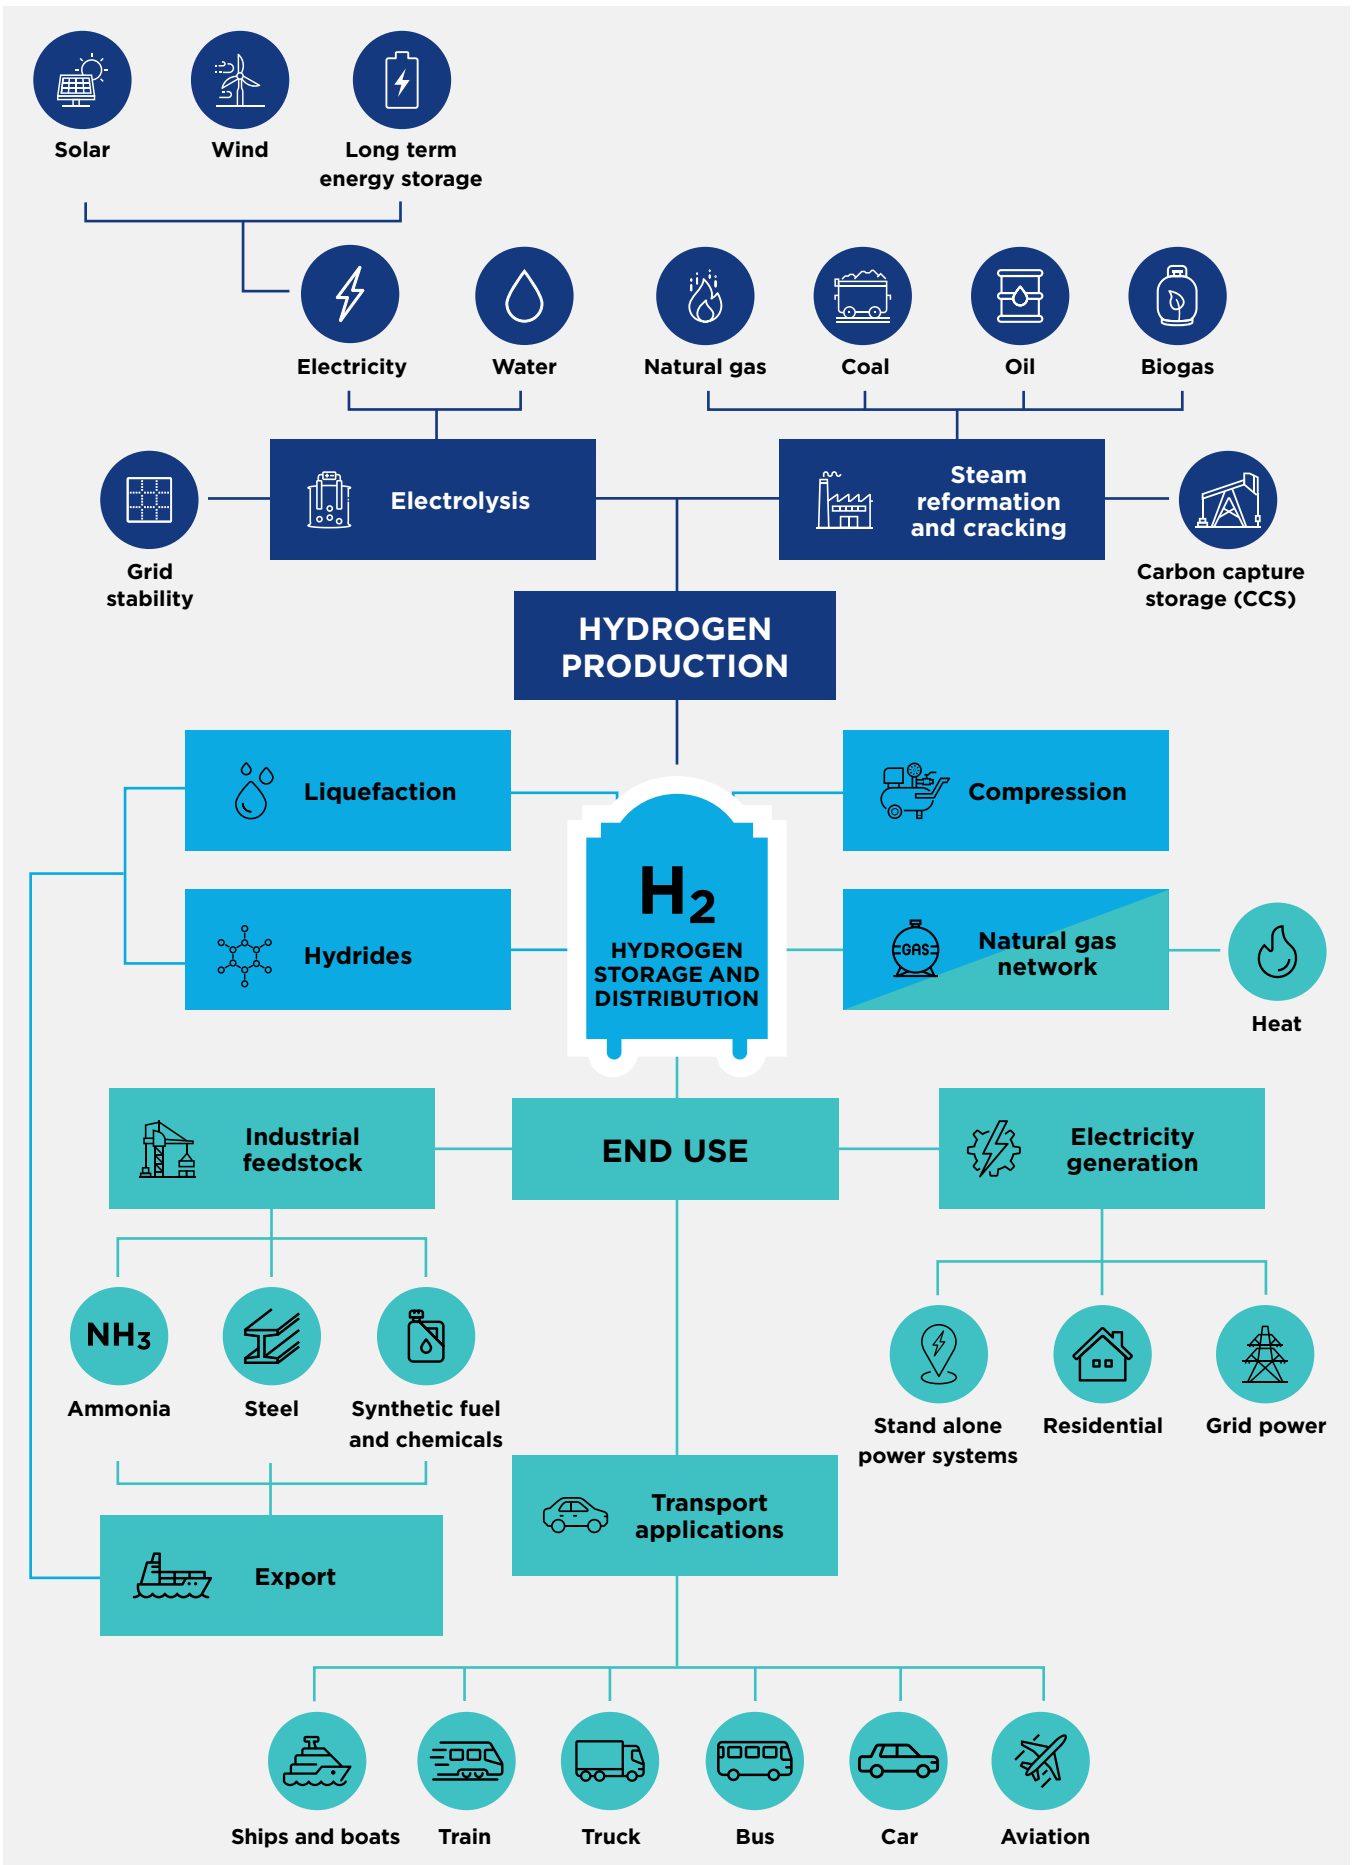 Solar
Wind
Long term
energy storage
Electricity
Water
Natural gas
Coal
Oil
Biogas
Electrolysis
Steam
reformation
and cracking
Grid
stability
Carbon capture
storage (CCS)
HYDROGEN
PRODUCTION
Liquefaction
Compression
H₂
HYDROGEN
STORAGE AND
DISTRIBUTION
Hydrides
GAS
Natural gas
network
Heat
Industrial
feedstock
END USE
Electricity
generation
NH₃
Ammonia
Steel
Synthetic fuel
and chemicals
Stand alone
power systems
Residential
Grid power
Transport
applications
Export
Ships and boats
Train
Truck
Bus
Car
Aviation